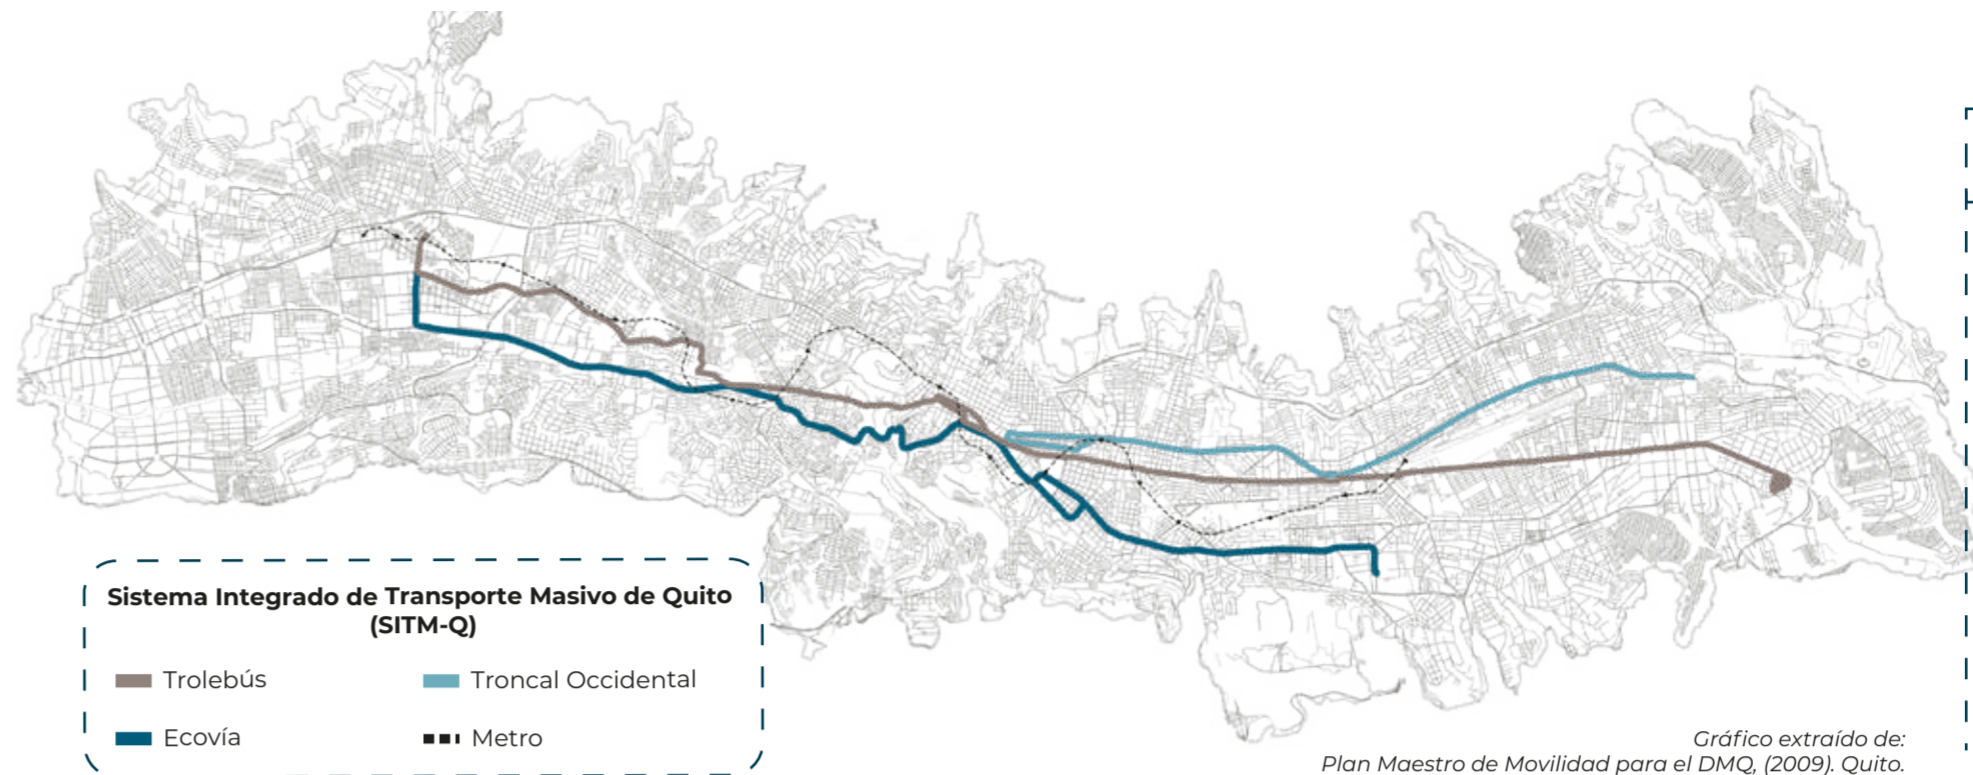 Sistema Integrado de Transporte Masivo de Quito
(SITM-Q)
Trolebús
Troncal Occidental
Ecovía
Metro
Gráfico extraído de:
Plan Maestro de Movilidad para el DMQ, (2009). Quito.